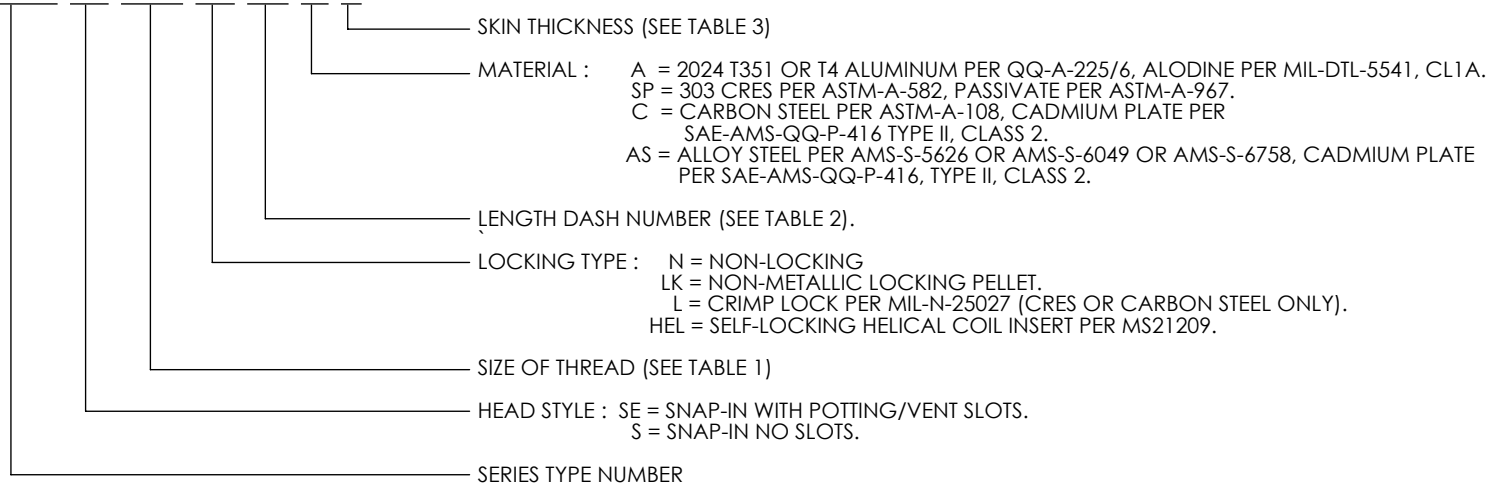 SKIN THICKNESS (SEE TABLE 3)
MATERIAL : A = 2024 T351 OR T4 ALUMINUM PER QQ-A-225/6, ALODINE PER MIL-DTL-5541, CL1A.
SP = 303 CRES PER ASTM-A-582, PASSIVATE PER ASTM-A-967.
C = CARBON STEEL PER ASTM-A-108, CADMIUM PLATE PER
SAE-AMS-QQ-P-416 TYPE II, CLASS 2.
AS = ALLOY STEEL PER AMS-S-5626 OR AMS-S-6049 OR AMS-S-6758, CADMIUM PLATE
PER SAE-AMS-QQ-P-416, TYPE II, CLASS 2.
LENGTH DASH NUMBER (SEE TABLE 2).
`
LOCKING TYPE : N = NON-LOCKING
LK = NON-METALLIC LOCKING PELLET.
L = CRIMP LOCK PER MIL-N-25027 (CRES OR CARBON STEEL ONLY).
HEL = SELF-LOCKING HELICAL COIL INSERT PER MS21209.
SIZE OF THREAD (SEE TABLE 1)
HEAD STYLE : SE = SNAP-IN WITH POTTING/VENT SLOTS.
S = SNAP-IN NO SLOTS.
SERIES TYPE NUMBER